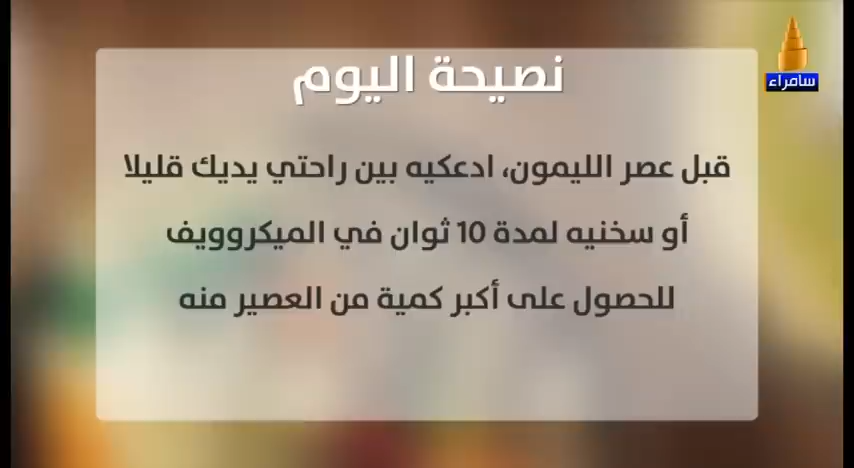 نصيحة اليوم
سامراء
قبل عصر الليمون، ادعكيه بين راحتي يديك قليلا
أو سخنيه لمدة 10 ثوان في الميكروويف
للحصول على أكبر كمية من العصير منه